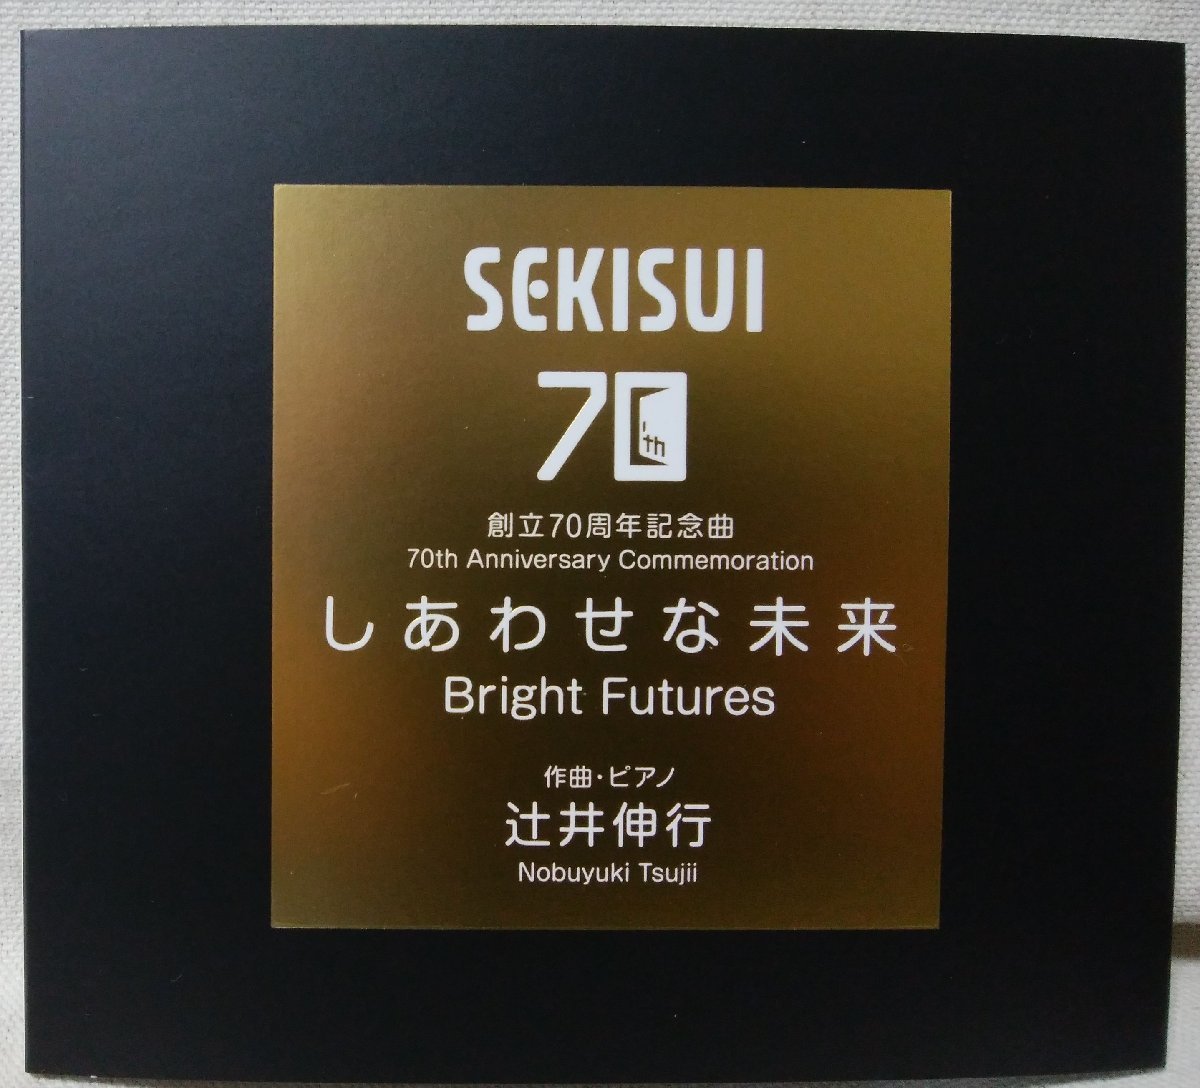 SEKISUI
70th
創立70周年記念曲
70th Anniversary Commemoration
しあわせな未来
Bright Futures
作曲・ピアノ
辻井伸行
Nobuyuki Tsujii